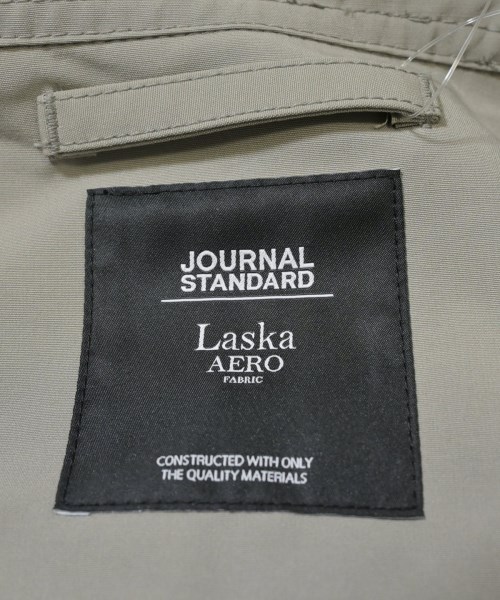 JOURNAL
STANDARD
Laska
AERO
FABRIC
CONSTRUCTED WITH ONLY
THE QUALITY MATERIALS